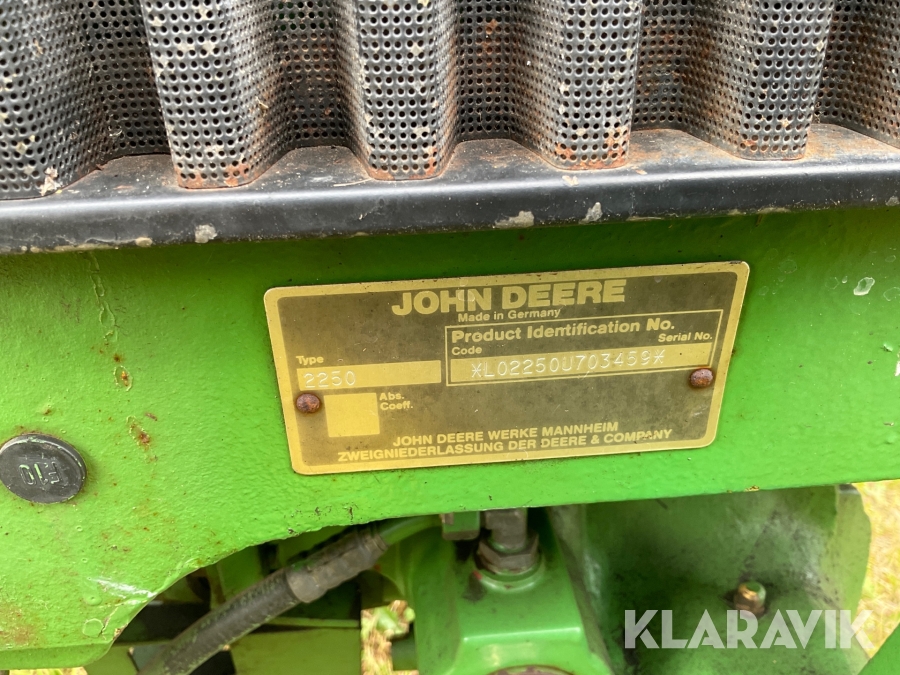 JOHN DEERE
Made in Germany
Product Identification No.
Code Serial No.
*L02250U703459*
Type
2250
Abs.
Coeff.
JOHN DEERE WERKE MANNHEIM
ZWEIGNIEDERLASSUNG DER DEERE & COMPANY
F10
KLARAVIK